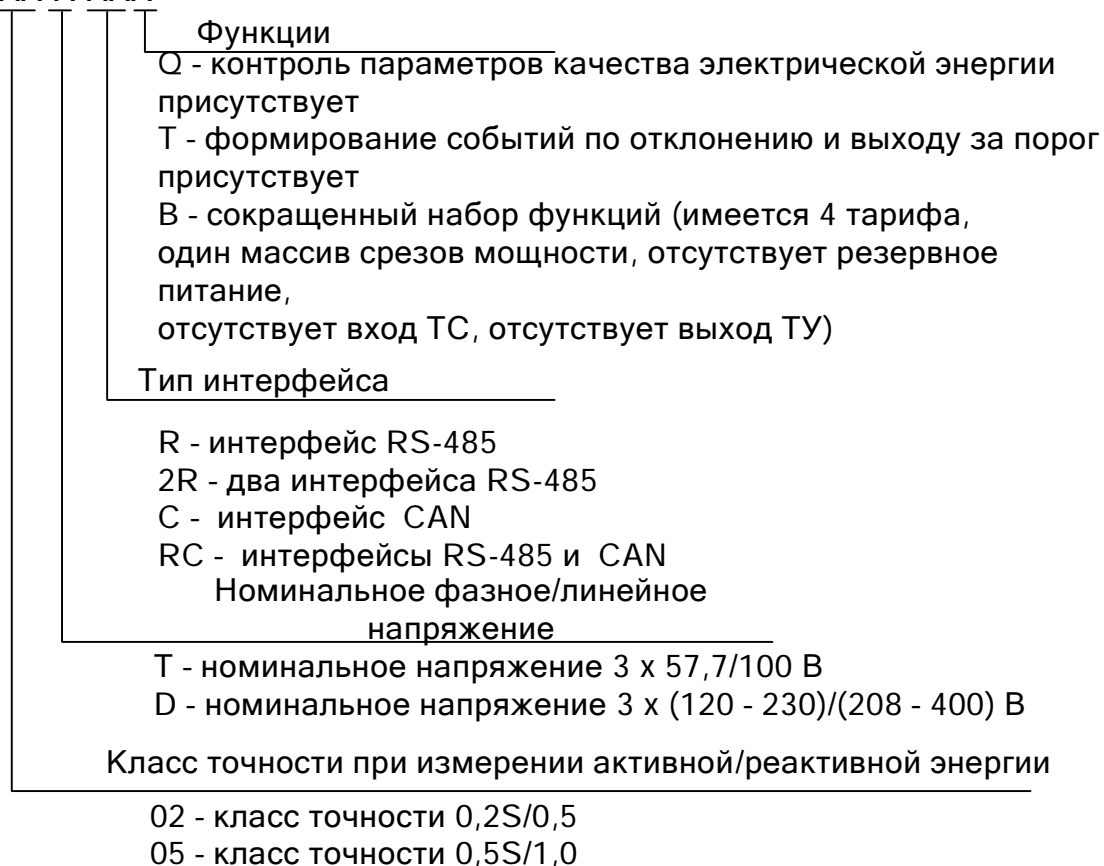 Функции
Q - контроль параметров качества электрической энергии
присутствует
T - формирование событий по отклонению и выходу за порог
присутствует
B - сокращенный набор функций (имеется 4 тарифа,
один массив срезов мощности, отсутствует резервное
питание,
отсутствует вход ТС, отсутствует выход ТУ)
Тип интерфейса
R - интерфейс RS-485
2R - два интерфейса RS-485
C - интерфейс CAN
RC - интерфейсы RS-485 и CAN
Номинальное фазное/линейное
напряжение
T - номинальное напряжение 3 x 57,7/100 В
D - номинальное напряжение 3 x (120 - 230)/(208 - 400) В
Класс точности при измерении активной/реактивной энергии
02 - класс точности 0,2S/0,5
05 - класс точности 0,5S/1,0